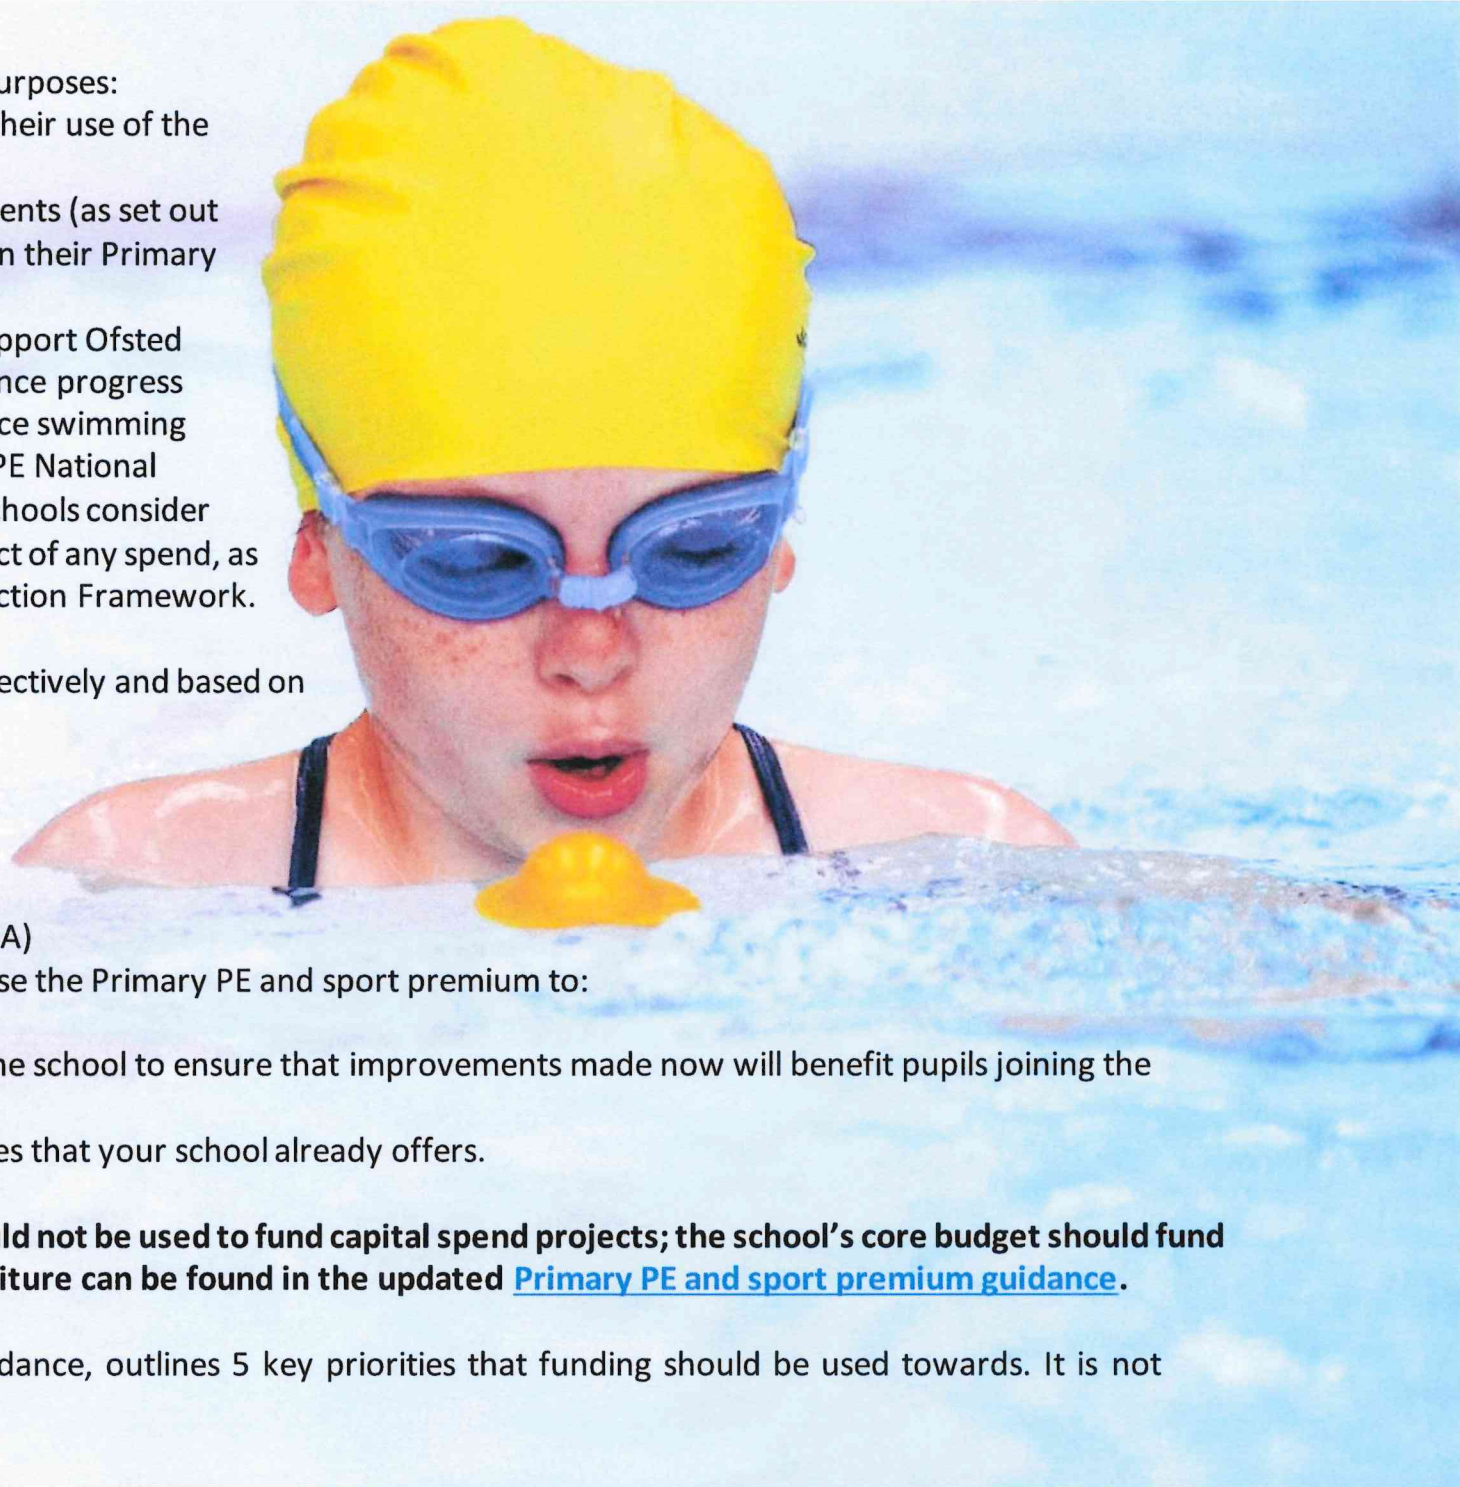 urposes:
heir use of the
ents (as set out
n their Primary
pport Ofsted
nce progress
ce swimming
PE National
hools consider
ct of any spend, as
ction Framework.
ectively and based on
A)
se the Primary PE and sport premium to:
he school to ensure that improvements made now will benefit pupils joining the
es that your school already offers.
ld not be used to fund capital spend projects; the school's core budget should fund
iture can be found in the updated Primary PE and sport premium guidance.
dance, outlines 5 key priorities that funding should be used towards. It is not